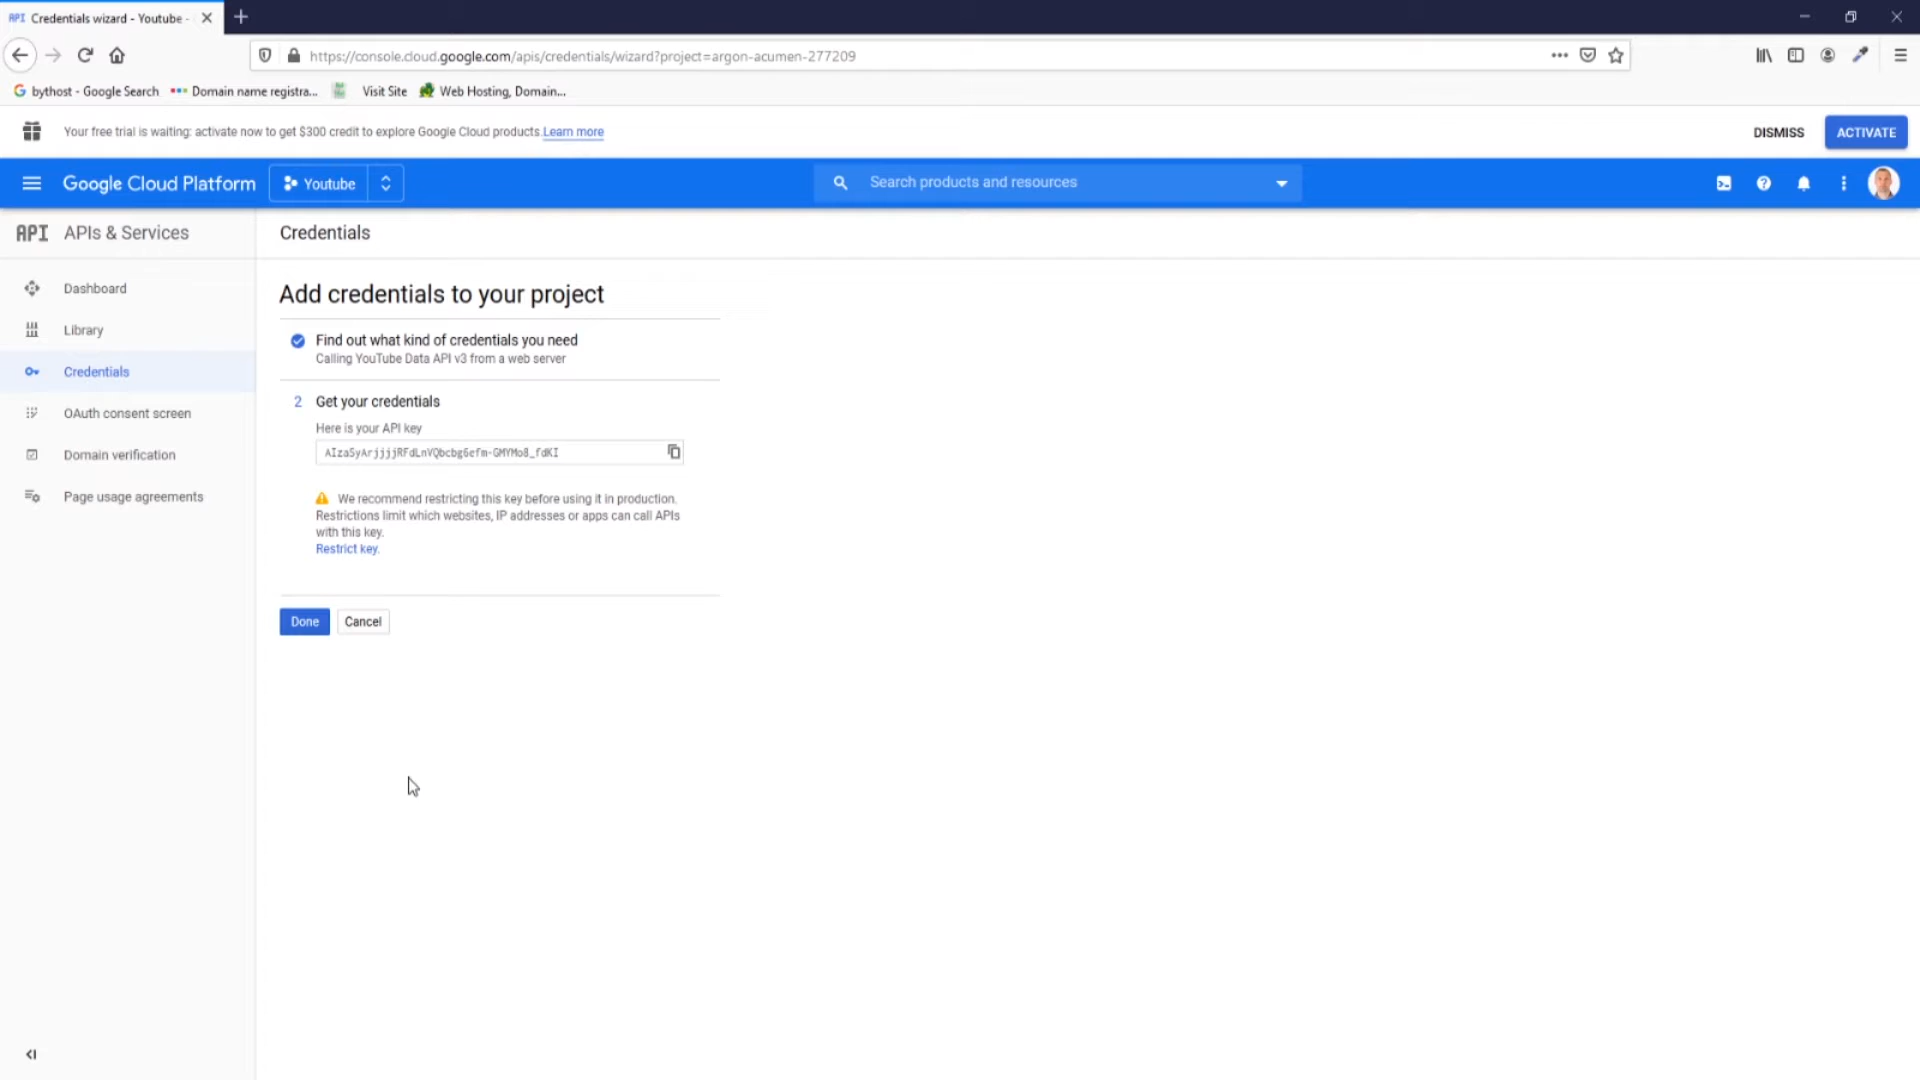 API Credentials wizard - Youtube -
https://console.cloud.google.com/apis/credentials/wizard?project=argon-acumen-277209
bythost - Google Search Domain name registra... Visit Site Web Hosting, Domain...
Your free trial is waiting: activate now to get $300 credit to explore Google Cloud products. Learn more DISMISS ACTIVATE
Google Cloud Platform Youtube Search products and resources
API APIs & Services
Credentials
Dashboard
Library
Credentials
OAuth consent screen
Domain verification
Page usage agreements
Add credentials to your project
Find out what kind of credentials you need
Calling YouTube Data API v3 from a web server
2 Get your credentials
Here is your API key
AIzaSyArjjjjRFdLnVQbcbg6efm-GMYMo8_fdKI
We recommend restricting this key before using it in production.
Restrictions limit which websites, IP addresses or apps can call APIs
with this key.
Restrict key.
Done Cancel